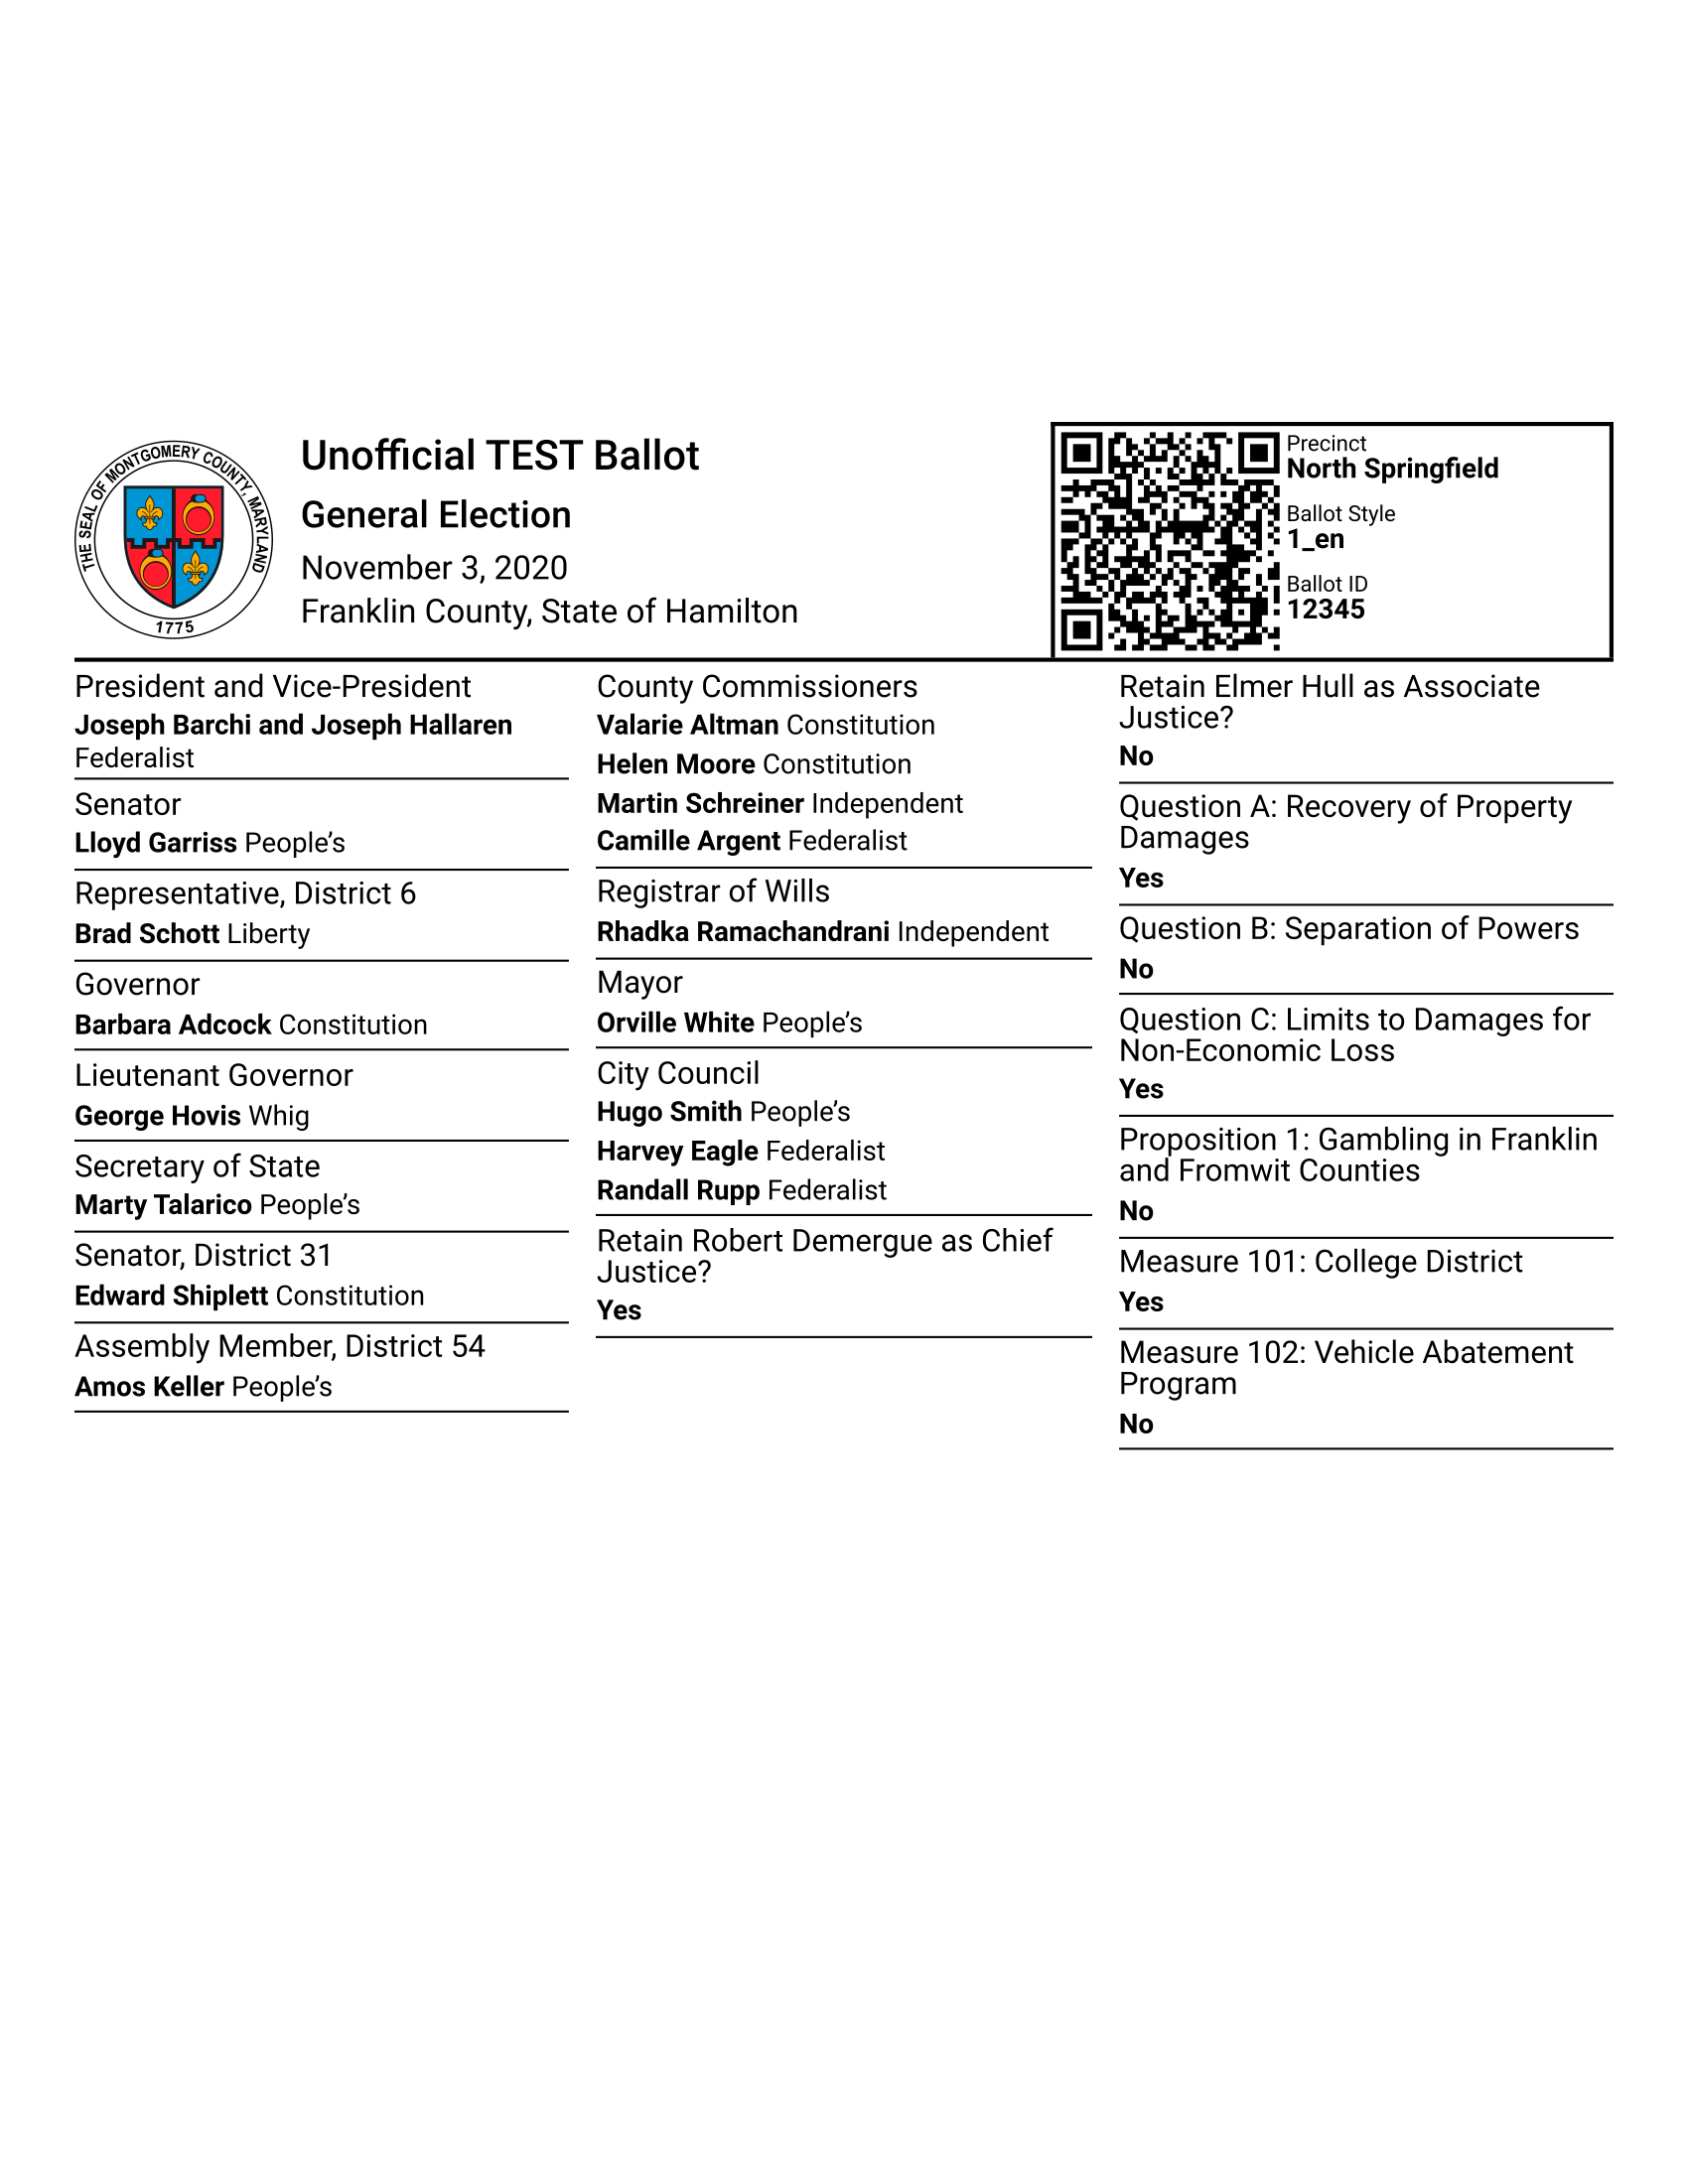 THE SEAL OF MONTGOMERY COUNTY, MARYLAND
1775
Unofficial TEST Ballot
General Election
November 3, 2020
Franklin County, State of Hamilton
Precinct
North Springfield
Ballot Style
1_en
Ballot ID
12345
President and Vice-President
Joseph Barchi and Joseph Hallaren
Federalist
Senator
Lloyd Garriss People’s
Representative, District 6
Brad Schott Liberty
Governor
Barbara Adcock Constitution
Lieutenant Governor
George Hovis Whig
Secretary of State
Marty Talarico People’s
Senator, District 31
Edward Shiplett Constitution
Assembly Member, District 54
Amos Keller People’s
County Commissioners
Valarie Altman Constitution
Helen Moore Constitution
Martin Schreiner Independent
Camille Argent Federalist
Registrar of Wills
Rhadka Ramachandrani Independent
Mayor
Orville White People’s
City Council
Hugo Smith People’s
Harvey Eagle Federalist
Randall Rupp Federalist
Retain Robert Demergue as Chief
Justice?
Yes
Retain Elmer Hull as Associate
Justice?
No
Question A: Recovery of Property
Damages
Yes
Question B: Separation of Powers
No
Question C: Limits to Damages for
Non-Economic Loss
Yes
Proposition 1: Gambling in Franklin
and Fromwit Counties
No
Measure 101: College District
Yes
Measure 102: Vehicle Abatement
Program
No